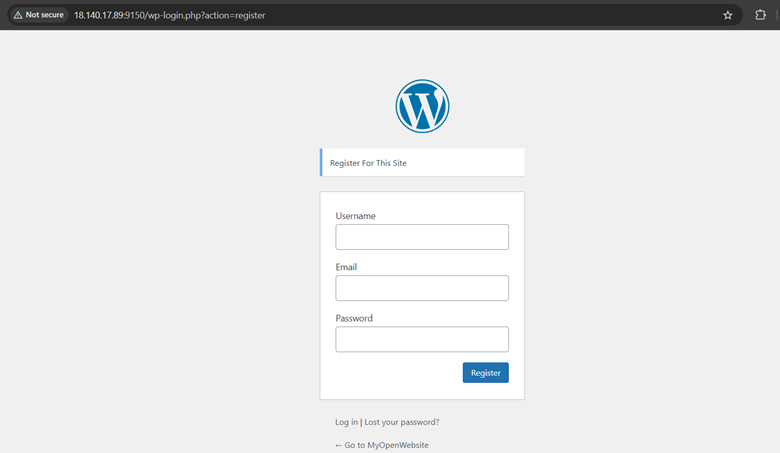 Not secure 18.140.17.89:9150/wp-login.php?action=register
W
Register For This Site
Username
Email
Password
Register
Log in | Lost your password?
← Go to MyOpenWebsite